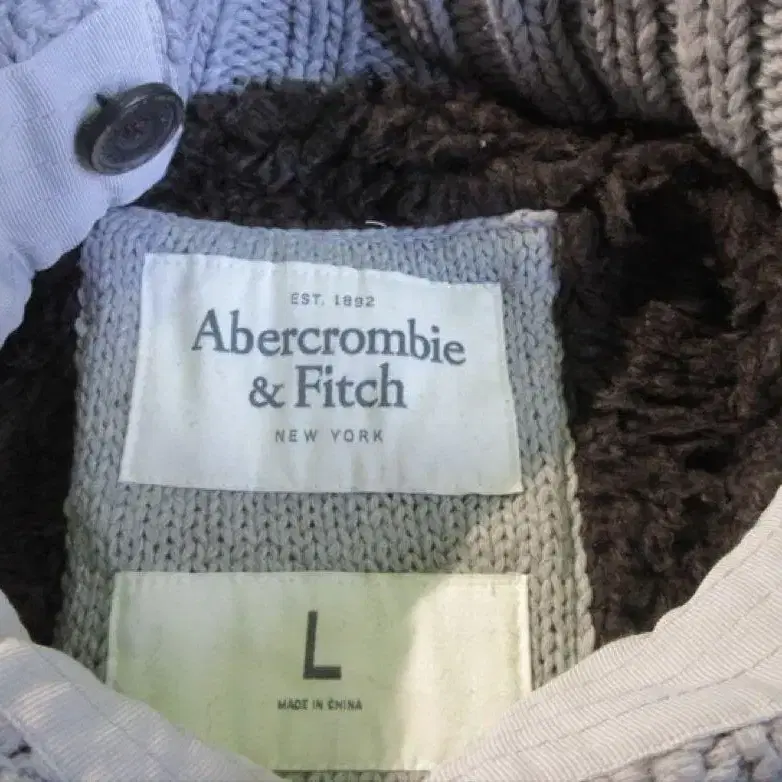 EST. 1892
Abercrombie
& Fitch
NEW YORK
L
MADE IN CHINA